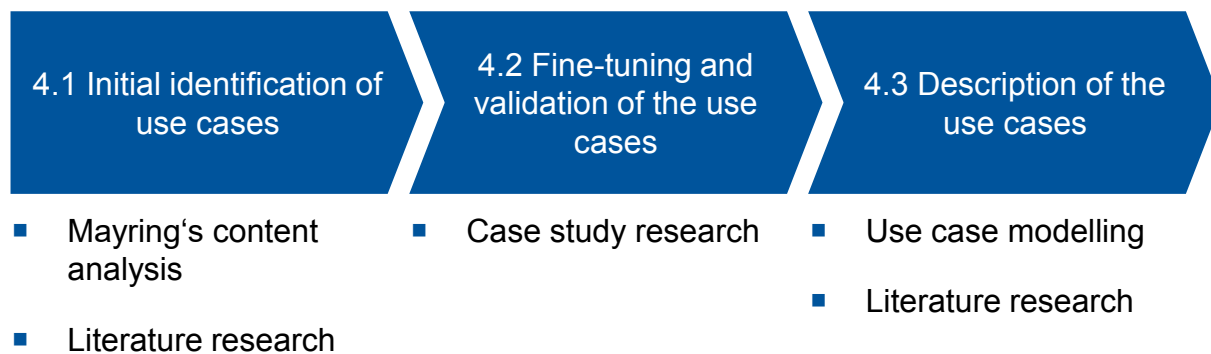 4.1 Initial identification of
use cases
4.2 Fine-tuning and
validation of the use
cases
4.3 Description of the
use cases
Mayring‘s content
analysis
Literature research
Case study research
Use case modelling
Literature research